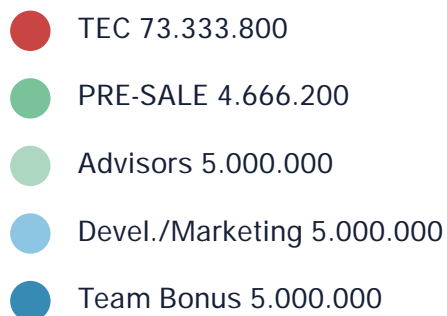 TEC 73.333.800
PRE-SALE 4.666.200
Advisors 5.000.000
Devel./Marketing 5.000.000
Team Bonus 5.000.000